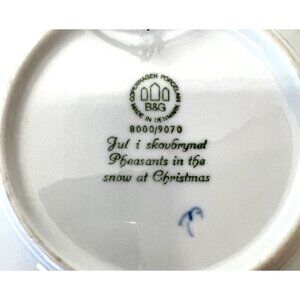 COPENHAGEN PORCELAIN
MADE IN DENMARK
B&G
8000/9070
Jul i skovbrynet
Pheasants in the
snow at Christmas